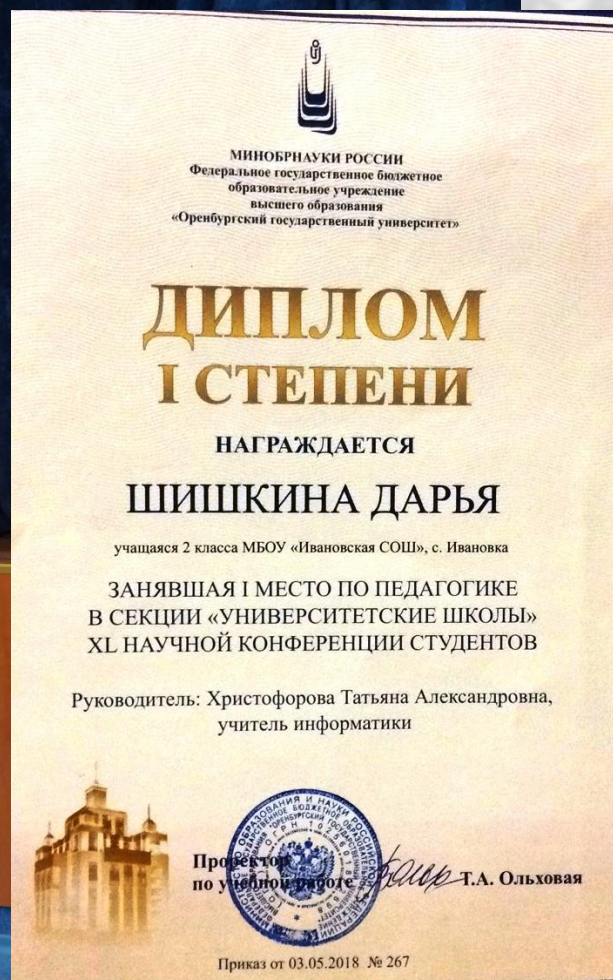 МИНОБРНАУКИ РОССИИ
Федеральное государственное бюджетное
образовательное учреждение
высшего образования
«Оренбургский государственный университет»
ДИПЛОМ
I СТЕПЕНИ
НАГРАЖДАЕТСЯ
ШИШКИНА ДАРЬЯ
учащаяся 2 класса МБОУ «Ивановская СОШ», с. Ивановка
ЗАНЯВШАЯ I МЕСТО ПО ПЕДАГОГИКЕ
В СЕКЦИИ «УНИВЕРСИТЕТСКИЕ ШКОЛЫ»
XL НАУЧНОЙ КОНФЕРЕНЦИИ СТУДЕНТОВ
Руководитель: Христофорова Татьяна Александровна,
учитель информатики
Проректор
по учебной работе Т.А. Ольховая
Приказ от 03.05.2018 № 267